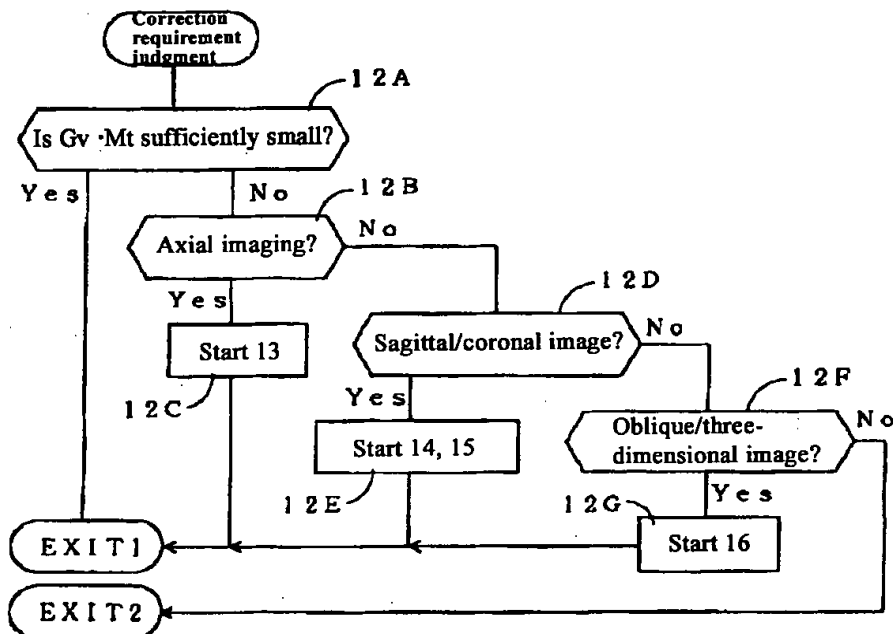 Correction
requirement
judgment
12A
Is Gv ·Mt sufficiently small?
Yes
No
12B
Axial imaging?
No
Yes
12D
Start 13
Sagittal/coronal image?
No
12C
Yes
12F
Start 14, 15
Oblique/three-
dimensional image?
No
12E
12G
Yes
Start 16
EXIT1
EXIT2